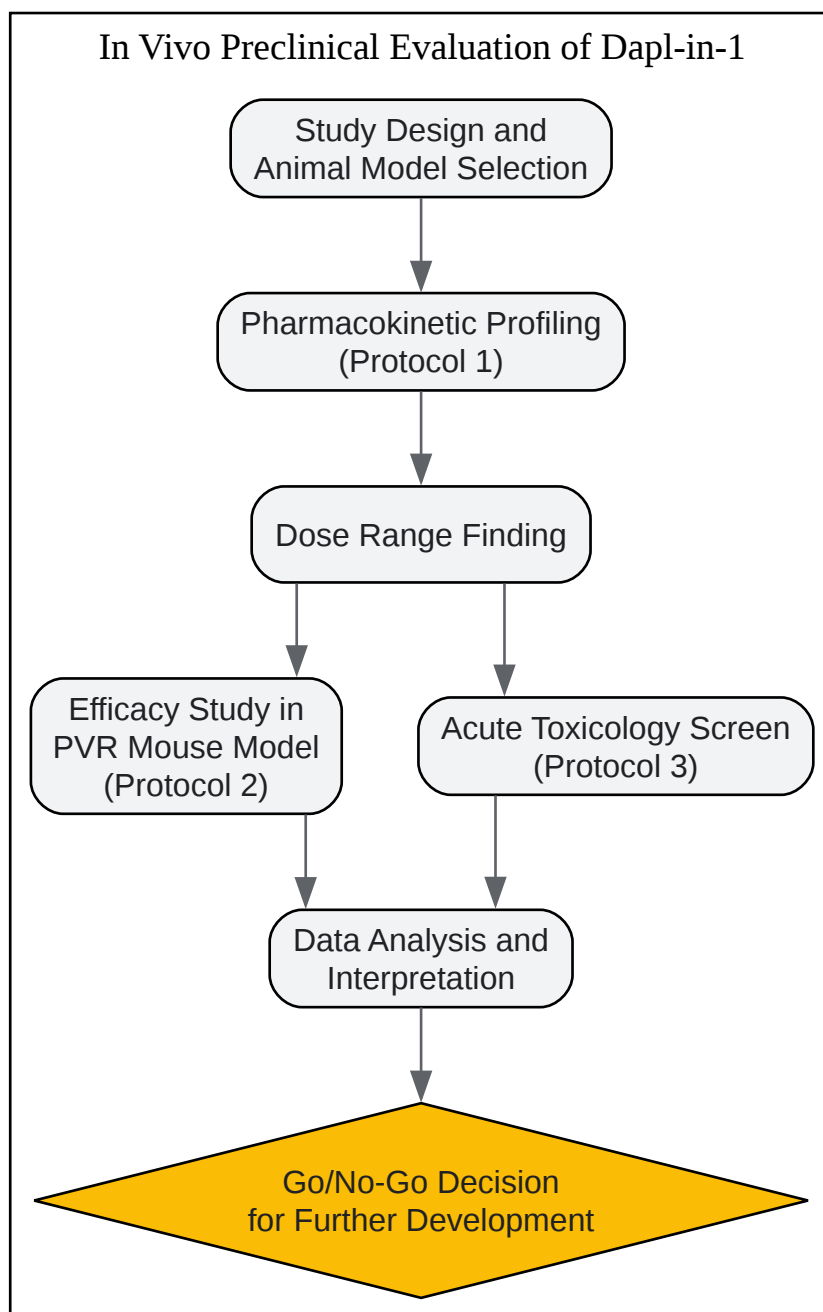 In Vivo Preclinical Evaluation of Dapl-in-1
Study Design and
Animal Model Selection
Pharmacokinetic Profiling
(Protocol 1)
Dose Range Finding
Efficacy Study in
PVR Mouse Model
(Protocol 2)
Acute Toxicology Screen
(Protocol 3)
Data Analysis and
Interpretation
Go/No-Go Decision
for Further Development